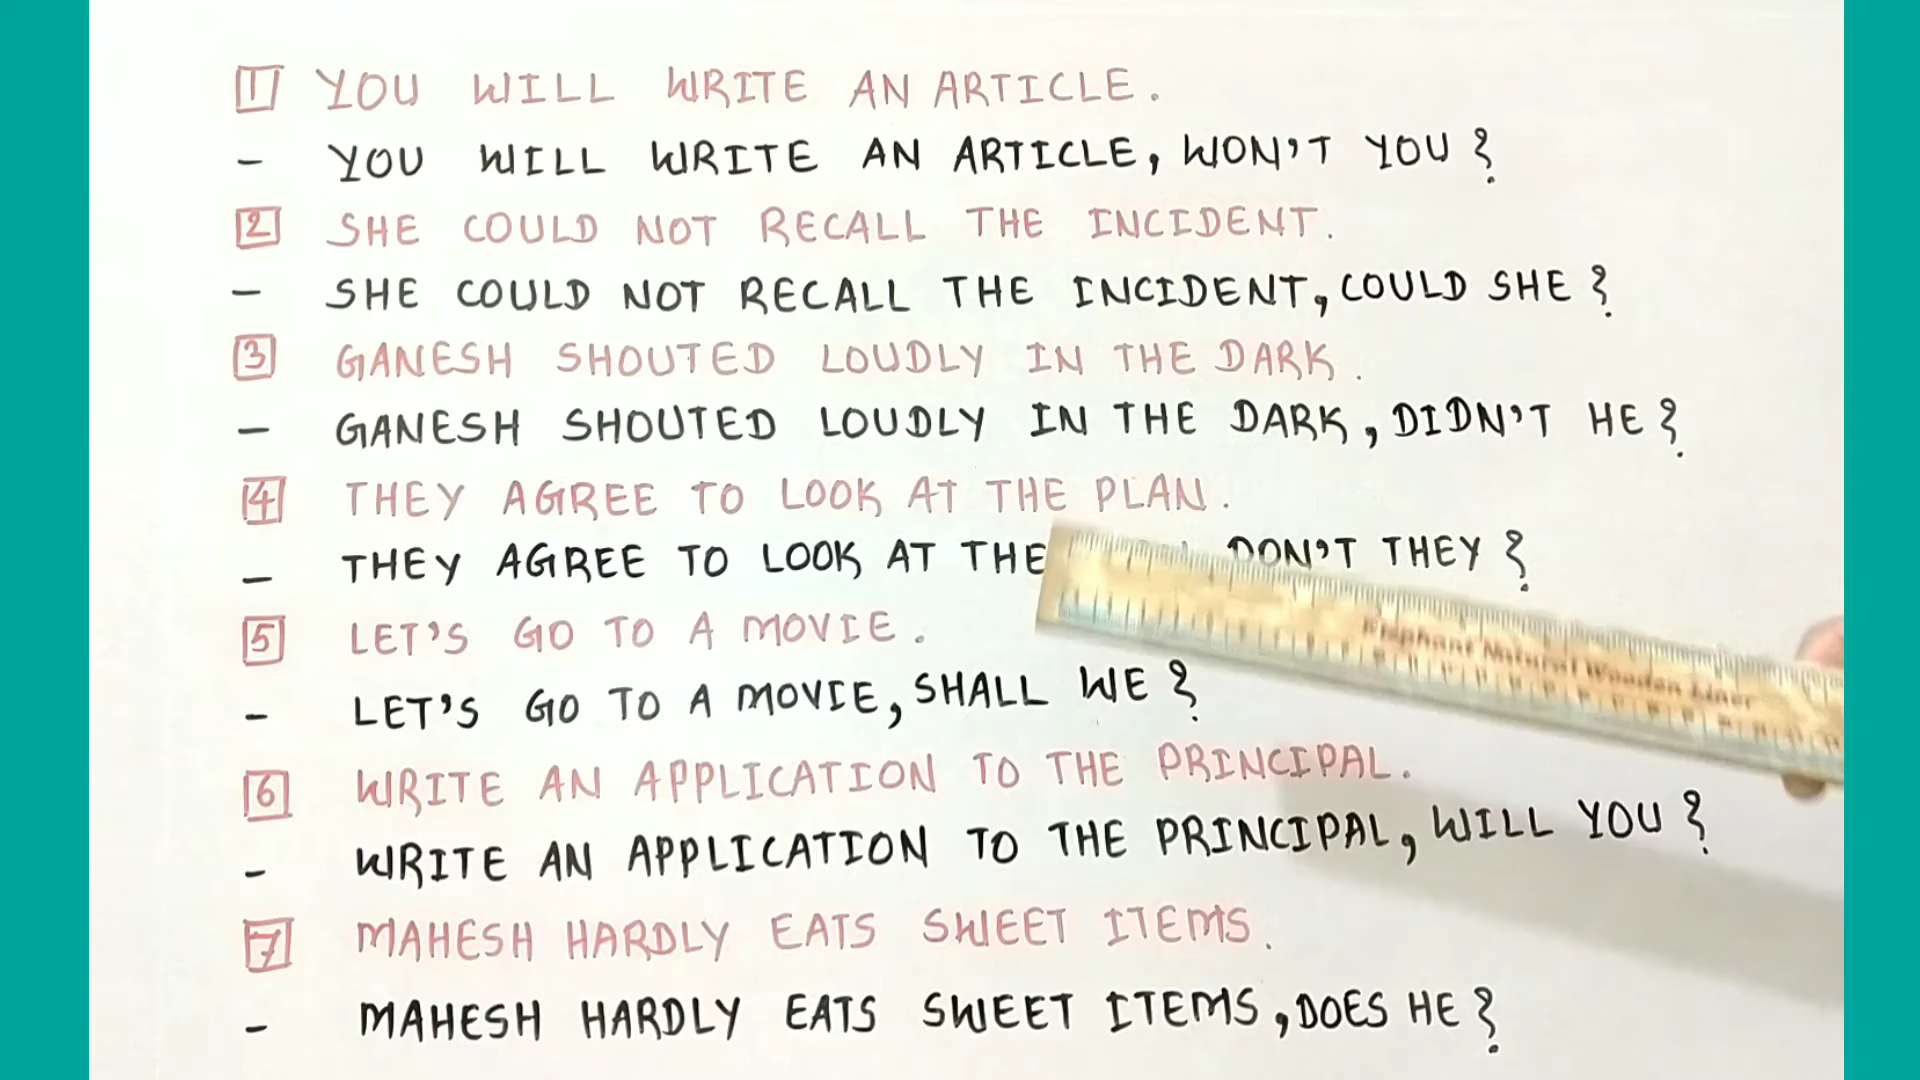 1 YOU WILL WRITE AN ARTICLE.
- YOU WILL WRITE AN ARTICLE, WON'T YOU?
2 SHE COULD NOT RECALL THE INCIDENT.
- SHE COULD NOT RECALL THE INCIDENT, COULD SHE?
3 GANESH SHOUTED LOUDLY IN THE DARK.
- GANESH SHOUTED LOUDLY IN THE DARK, DIDN'T HE?
4 THEY AGREE TO LOOK AT THE PLAN.
- THEY AGREE TO LOOK AT THE DON'T THEY?
5 LET'S GO TO A MOVIE.
Elephant Natural Wooden Liner
- LET'S GO TO A MOVIE, SHALL WE?
6 WRITE AN APPLICATION TO THE PRINCIPAL.
- WRITE AN APPLICATION TO THE PRINCIPAL, WILL YOU?
7 MAHESH HARDLY EATS SWEET ITEMS.
- MAHESH HARDLY EATS SWEET ITEMS, DOES HE?